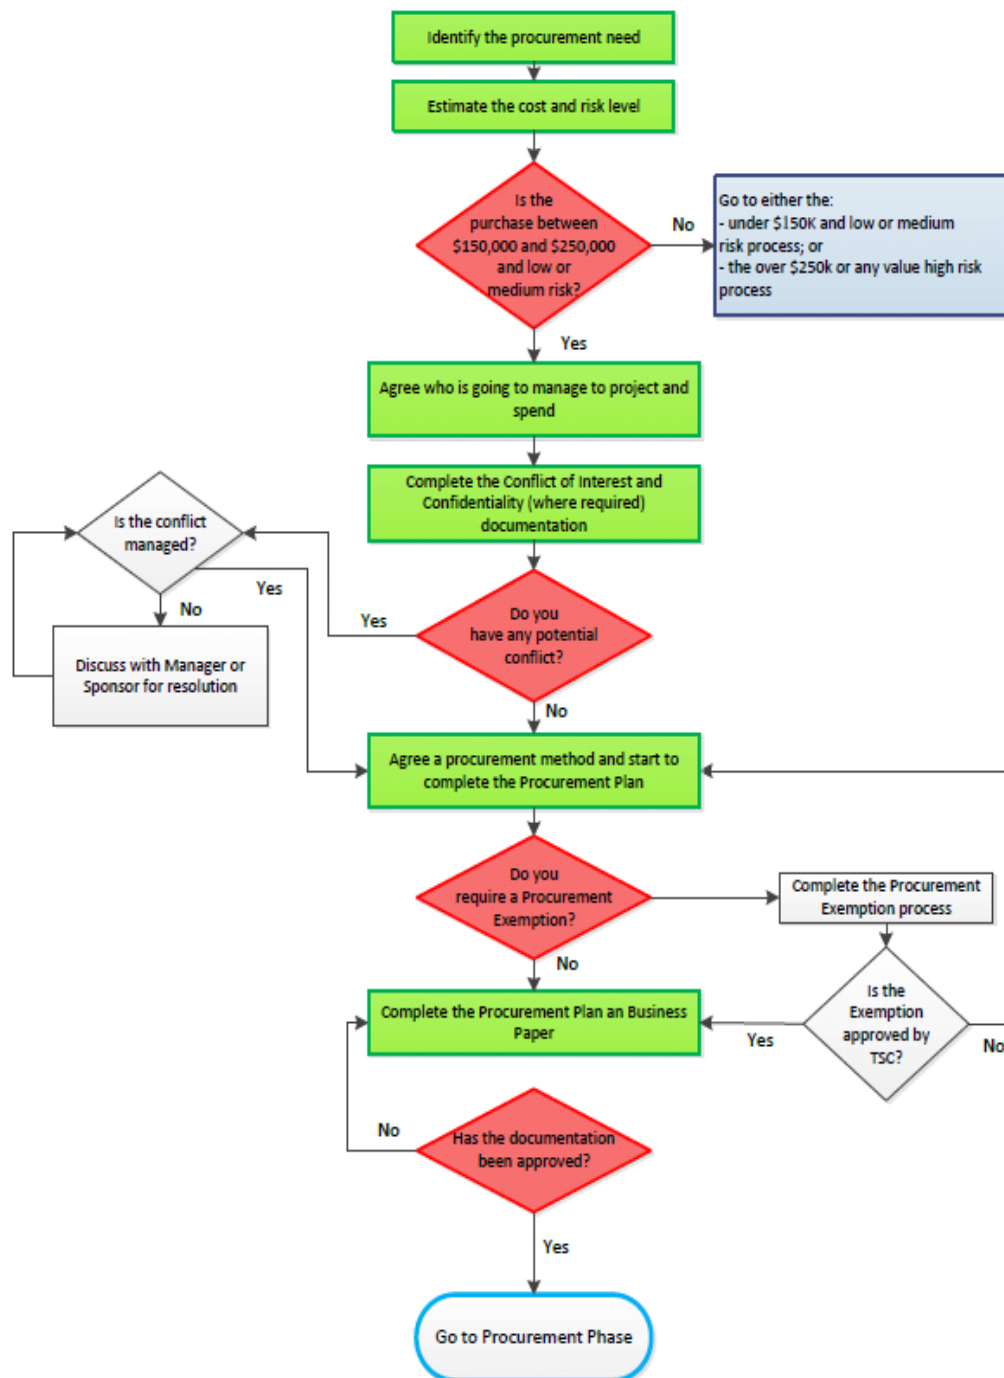 Identify the procurement need
Estimate the cost and risk level
Is the
purchase between
$150,000 and $250,000
and low or
medium risk?
No
Go to either the:
- under $150K and low or medium
risk process; or
- the over $250k or any value high risk
process
Yes
Agree who is going to manage to project and
spend
Complete the Conflict of Interest and
Confidentiality (where required)
documentation
Is the conflict
managed?
Yes
No
Discuss with Manager or
Sponsor for resolution
Do you
have any potential
conflict?
Yes
No
Agree a procurement method and start to
complete the Procurement Plan
Do you
require a Procurement
Exemption?
Complete the Procurement
Exemption process
No
Is the
Exemption
approved by
TSC?
Yes
No
Complete the Procurement Plan an Business
Paper
Has the documentation
been approved?
No
Yes
Go to Procurement Phase